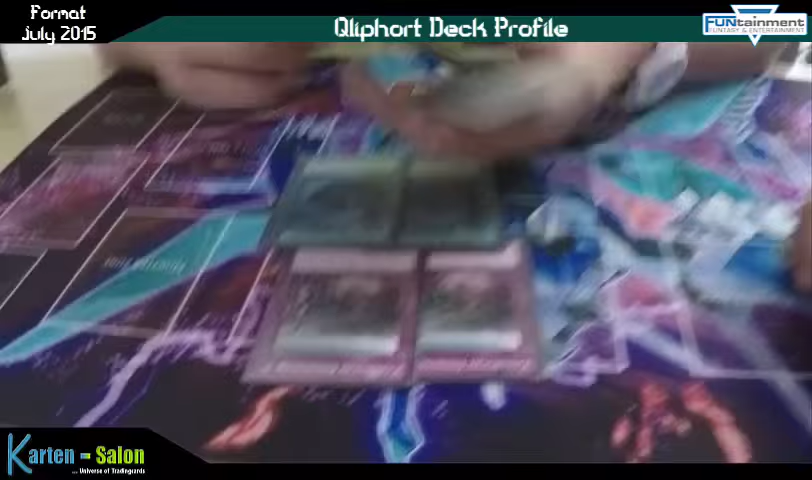 Format
July 2015
Qliphort Deck Profile
FUNtainment
FUNTASY & ENTERTAINMENT
Karten - Salon
... Universe of Tradingcards